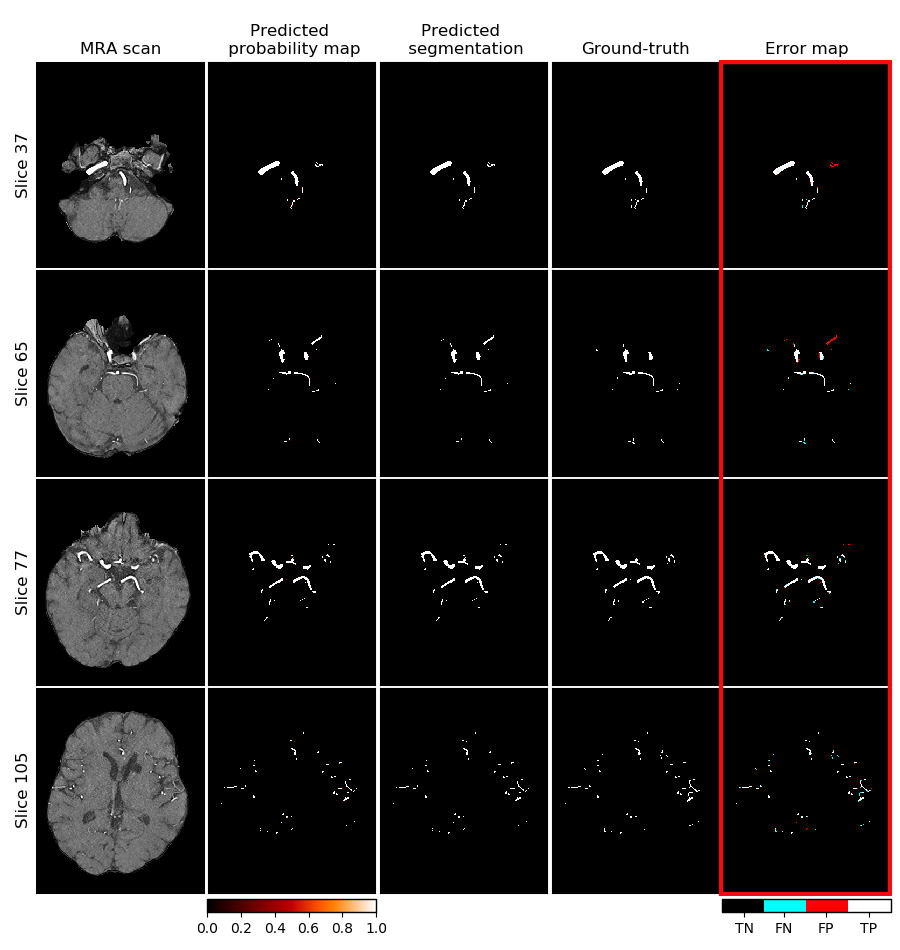 MRA scan
Predicted
probability map
Predicted
segmentation
Ground-truth
Error map
Slice 37
Slice 65
Slice 77
Slice 105
0.0 0.2 0.4 0.6 0.8 1.0
TN FN FP TP